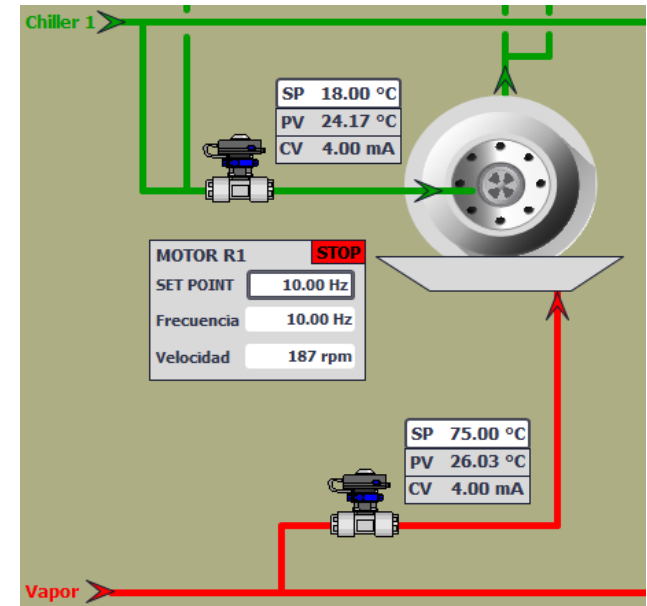 Chiller 1
SP 18.00 °C
PV 24.17 °C
CV 4.00 mA
MOTOR R1 STOP
SET POINT 10.00 Hz
Frecuencia 10.00 Hz
Velocidad 187 rpm
SP 75.00 °C
PV 26.03 °C
CV 4.00 mA
Vapor